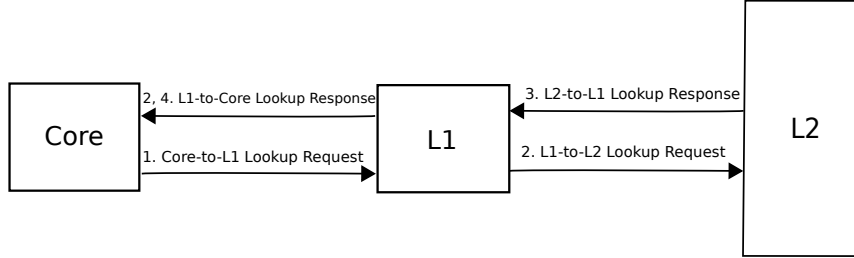 Core
2, 4. L1-to-Core Lookup Response
1. Core-to-L1 Lookup Request
L1
3. L2-to-L1 Lookup Response
2. L1-to-L2 Lookup Request
L2